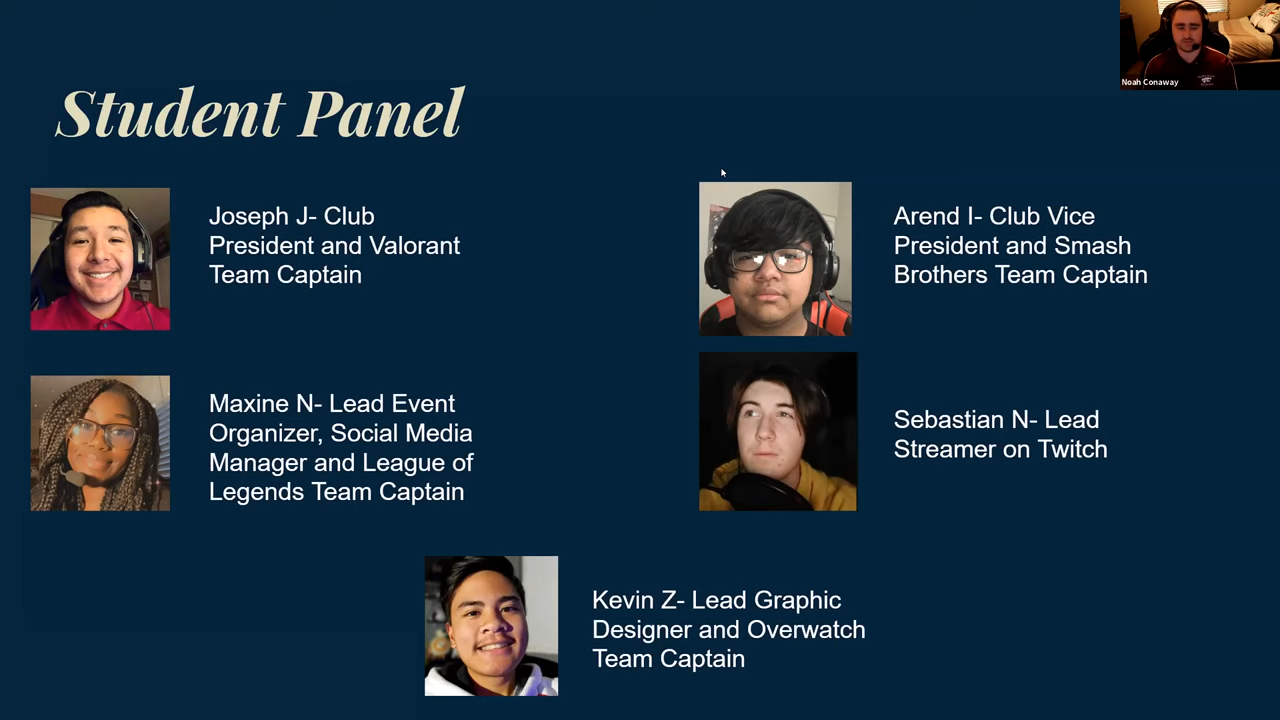 Noah Conaway
Student Panel
Joseph J- Club
President and Valorant
Team Captain
Arend I- Club Vice
President and Smash
Brothers Team Captain
Maxine N- Lead Event
Organizer, Social Media
Manager and League of
Legends Team Captain
Sebastian N- Lead
Streamer on Twitch
Kevin Z- Lead Graphic
Designer and Overwatch
Team Captain